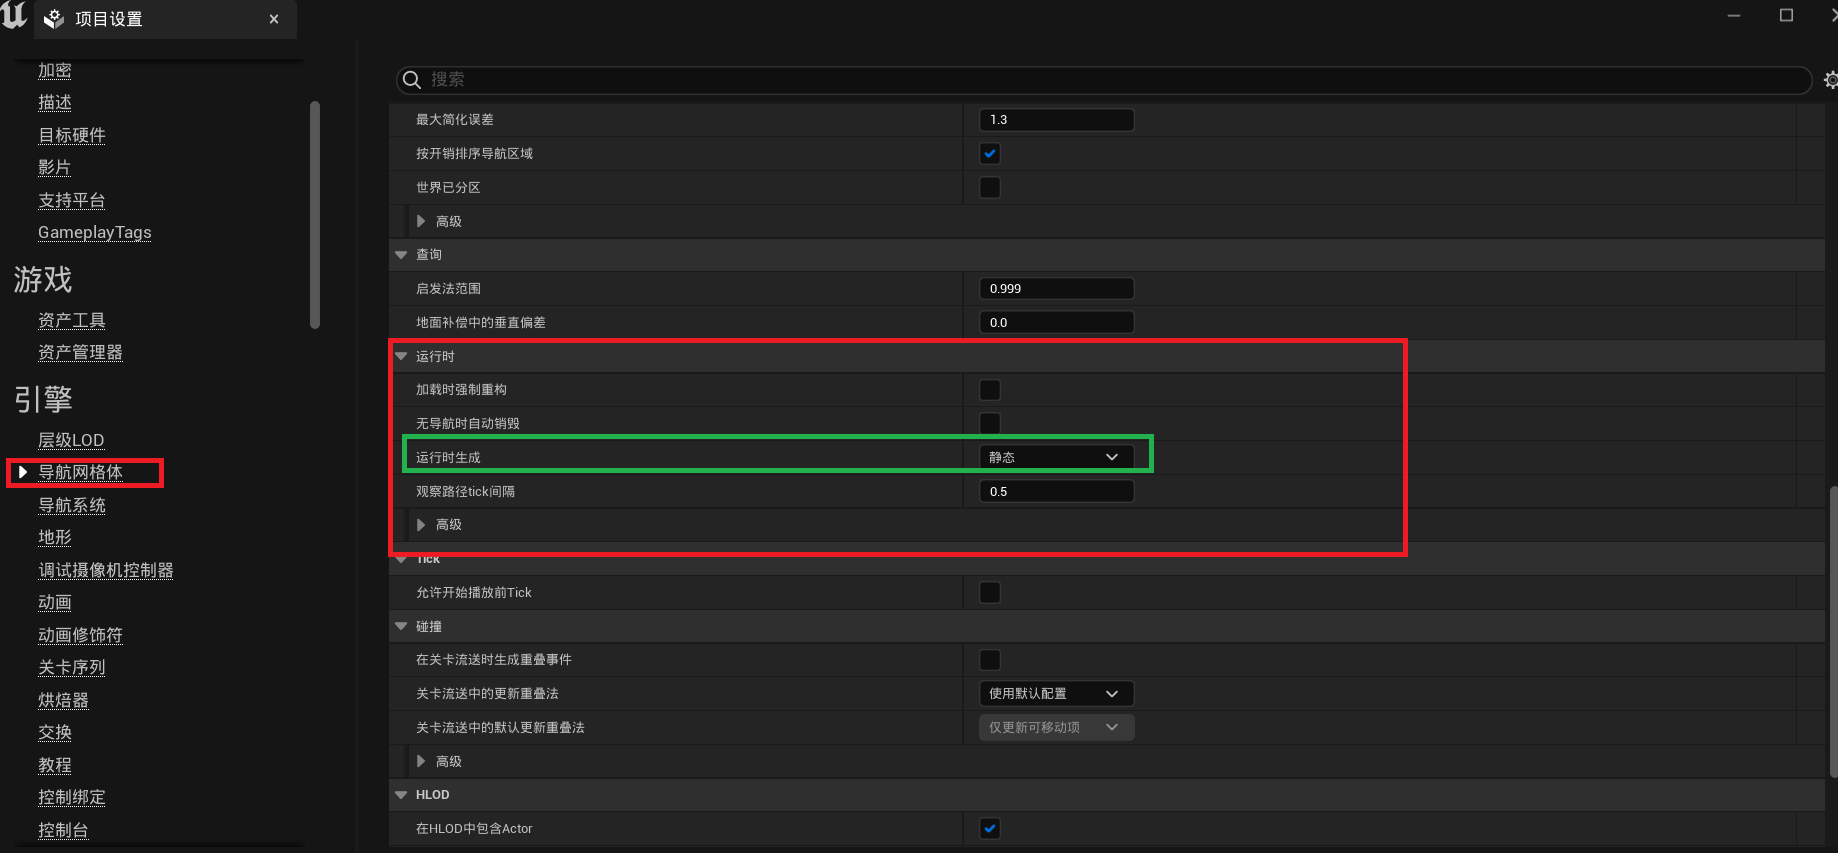 项目设置
加密
描述
目标硬件
影片
支持平台
GameplayTags
游戏
资产工具
资产管理器
引擎
层级LOD
导航网格体
导航系统
地形
调试摄像机控制器
动画
动画修饰符
关卡序列
烘焙器
交换
教程
控制绑定
控制台
搜索
最大简化误差 1.3
按开销排序导航区域
世界已分区
高级
查询
启发法范围 0.999
地面补偿中的垂直偏差 0.0
运行时
加载时强制重构
无导航时自动销毁
运行时生成 静态
观察路径tick间隔 0.5
高级
Tick
允许开始播放前Tick
碰撞
在关卡流送时生成重叠事件
关卡流送中的更新重叠法 使用默认配置
关卡流送中的默认更新重叠法 仅更新可移动项
高级
HLOD
在HLOD中包含Actor